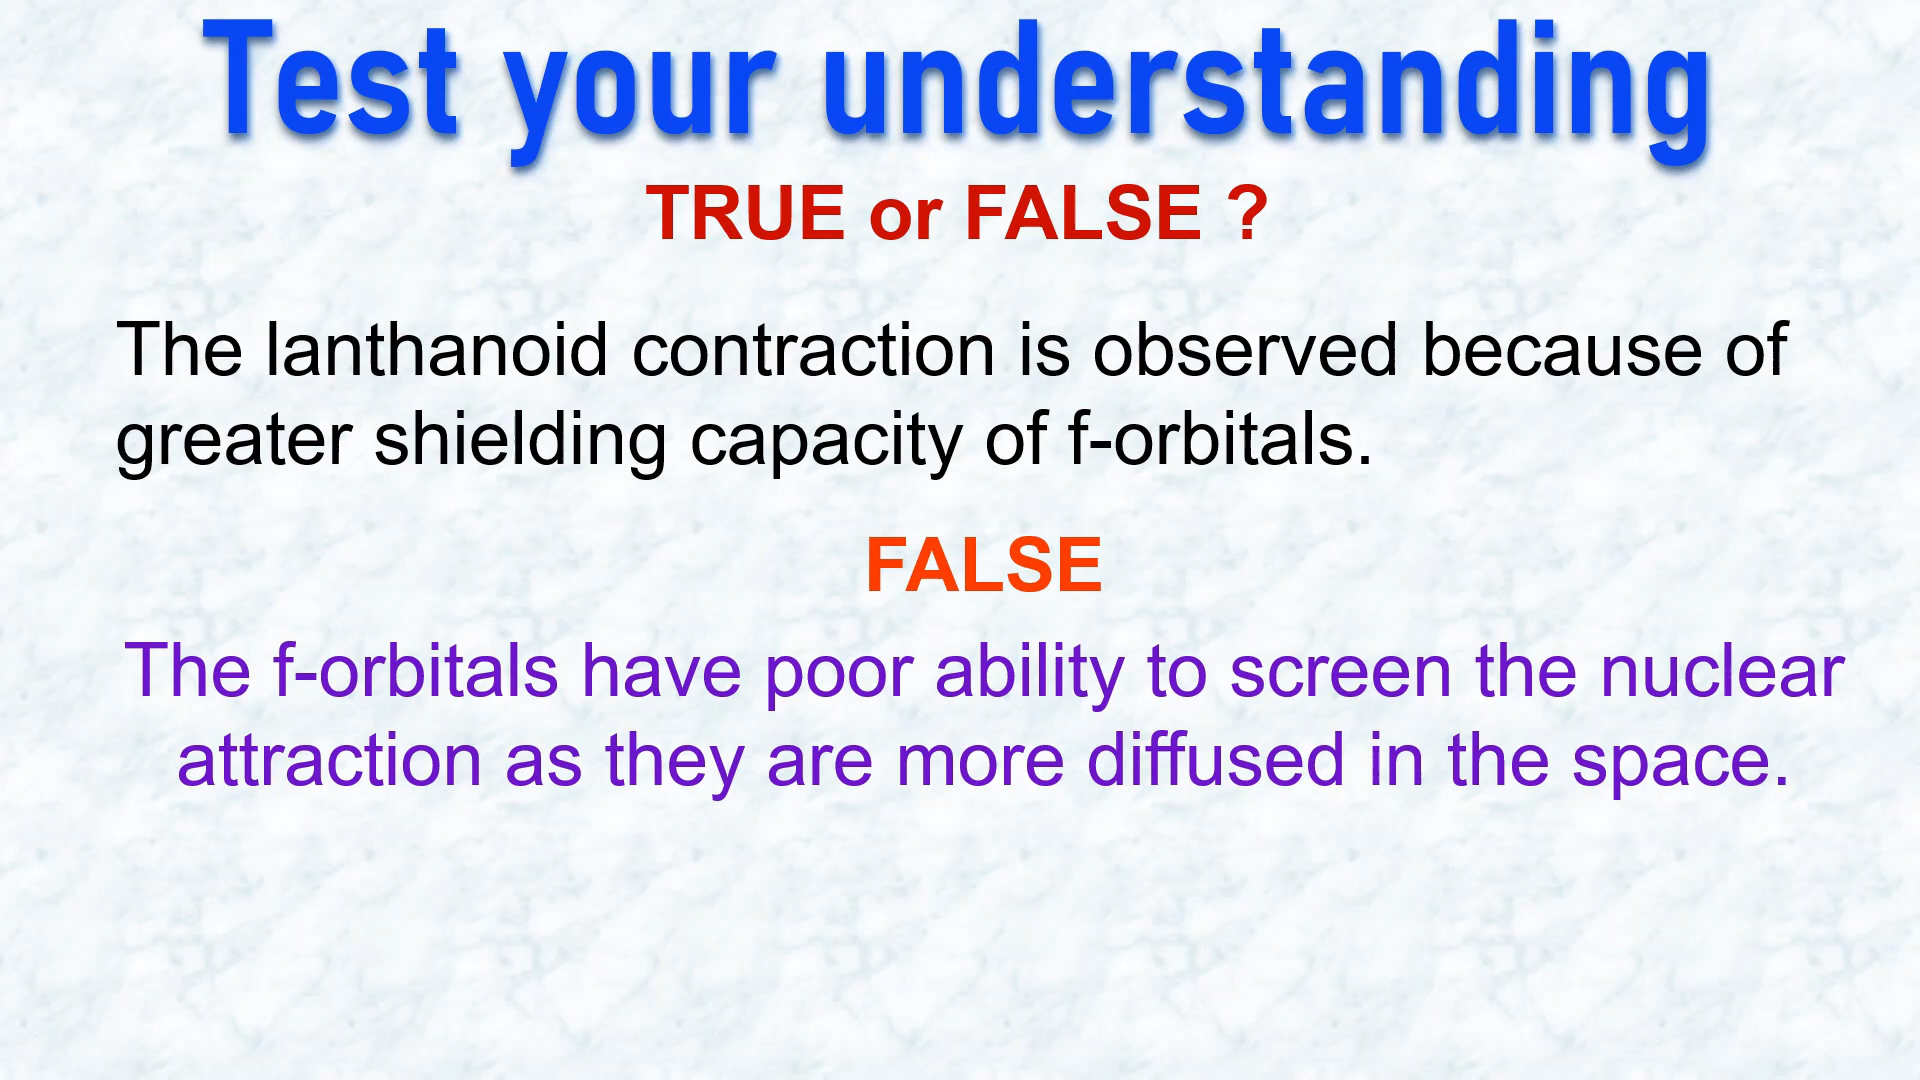 Test your understanding
TRUE or FALSE ?
The lanthanoid contraction is observed because of
greater shielding capacity of f-orbitals.
FALSE
The f-orbitals have poor ability to screen the nuclear
attraction as they are more diffused in the space.